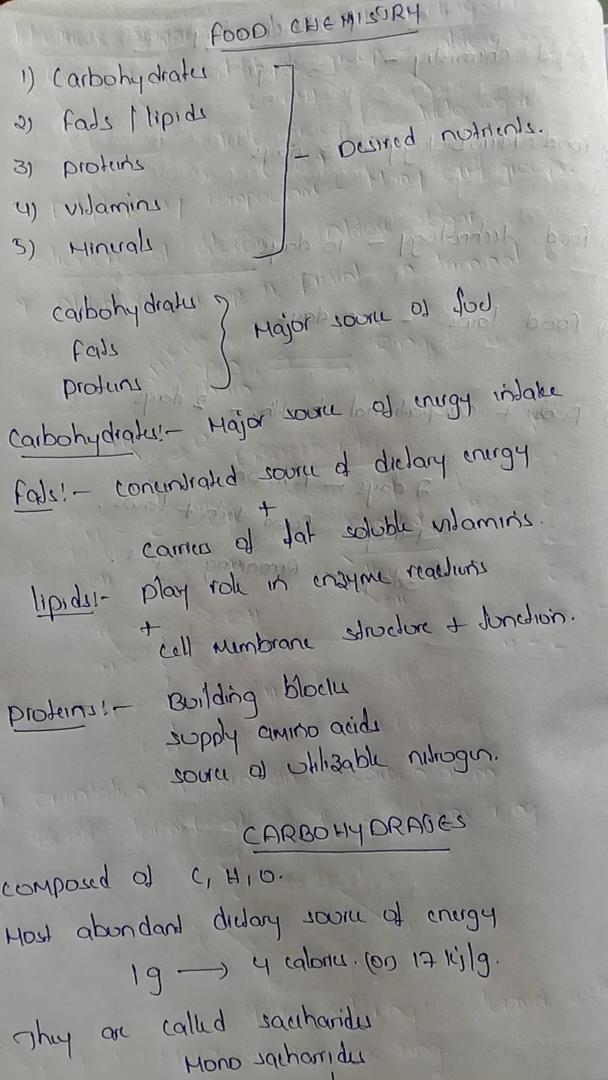 FOOD CHEMISTRY
1) Carbohydrates
2) Fats / lipids
3) proteins
4) vitamins
5) Minerals
- Desired nutrients.
carbohydrates
Fats
proteins
Major source of fuel
Carbohydrates:- Major source of energy intake
Fats:- concentrated source of dietary energy
+
carries of fat soluble vitamins.
lipids:- play role in enzyme reactions
+
cell Membrane structure + function.
proteins:- Building blocks
supply amino acids
source of utilizable nitrogen.
CARBOHYDRATES
composed of C, H, O.
Most abundant dietary source of energy
1g → 4 calories. (or) 17 kj/g.
They are called saccharides
Mono saccharides